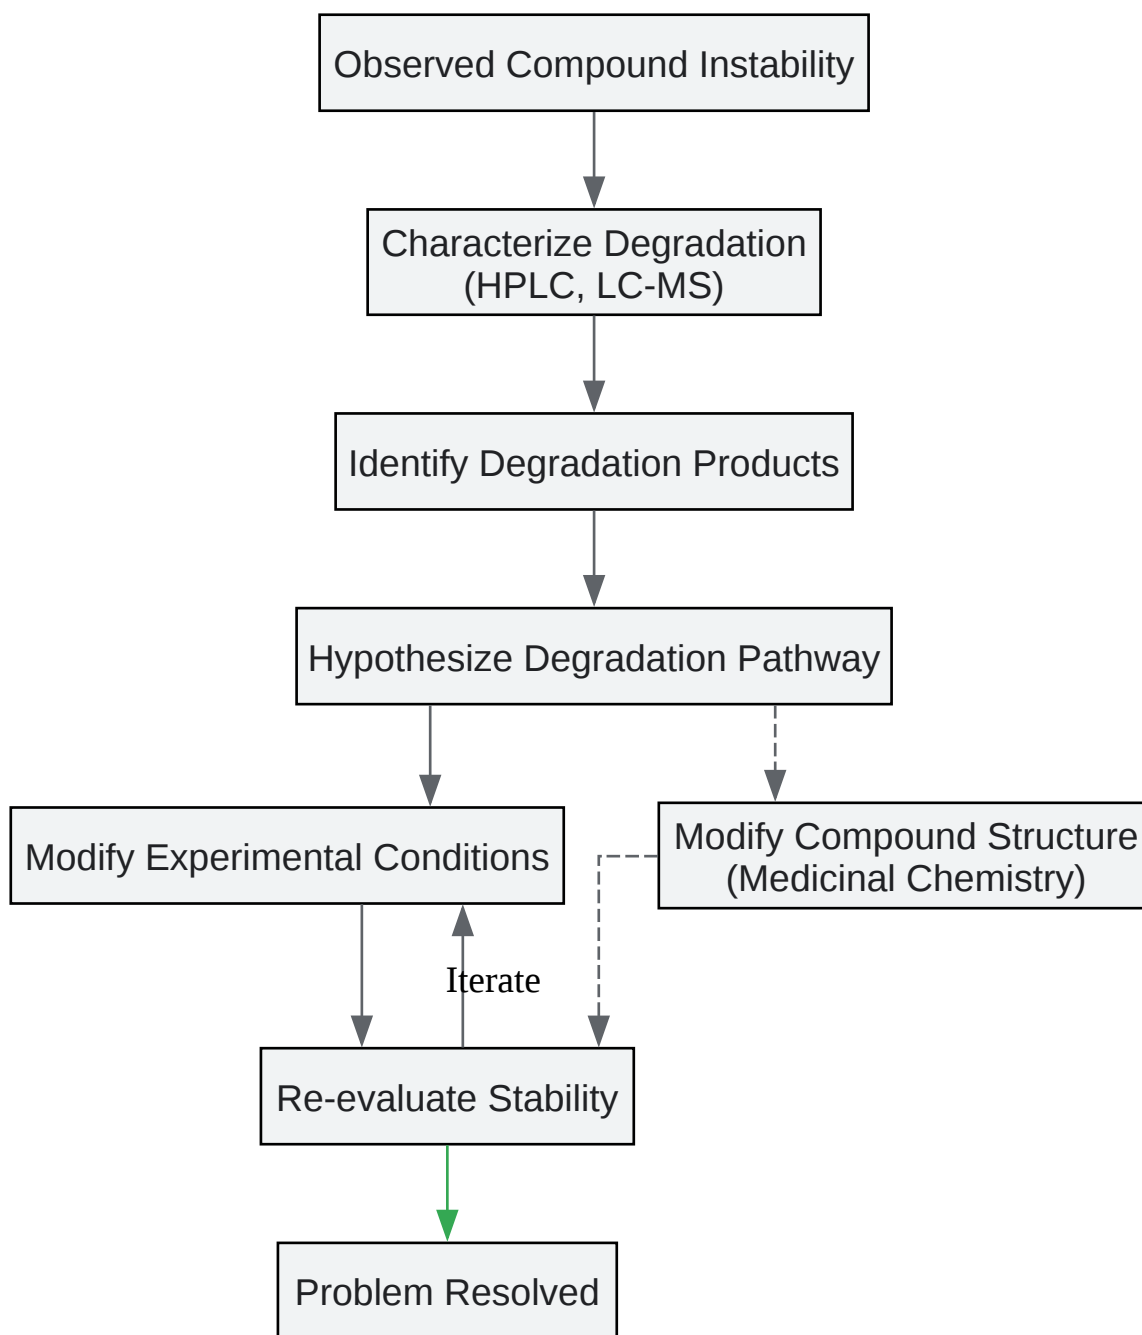 Observed Compound Instability
Characterize Degradation
(HPLC, LC-MS)
Identify Degradation Products
Hypothesize Degradation Pathway
Modify Experimental Conditions
Modify Compound Structure
(Medicinal Chemistry)
Iterate
Re-evaluate Stability
Problem Resolved